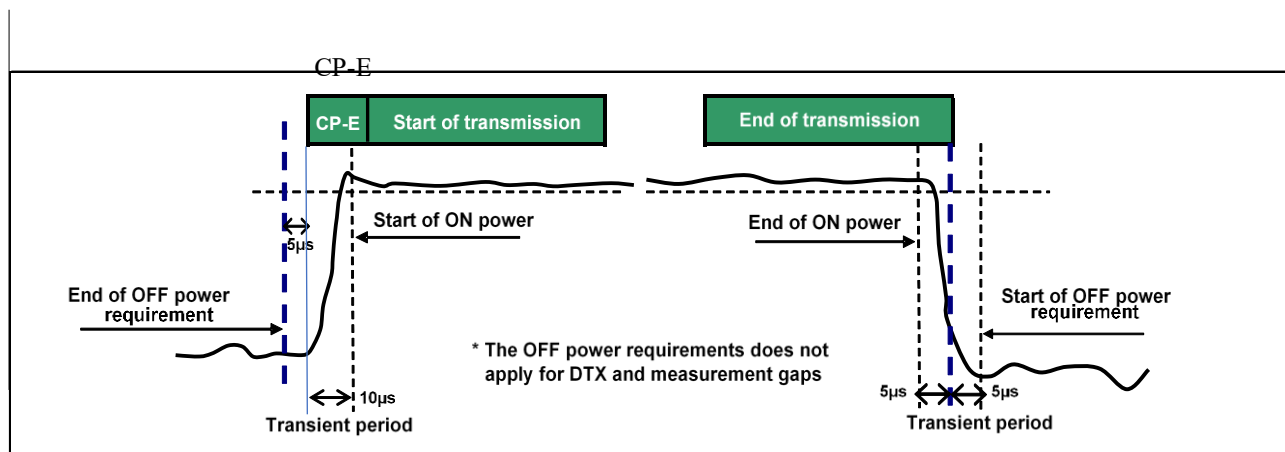 CP-E
CP-E
Start of transmission
End of transmission
5µs
Start of ON power
End of ON power
End of OFF power
requirement
Start of OFF power
requirement
* The OFF power requirements does not
apply for DTX and measurement gaps
10µs
Transient period
5µs
5µs
Transient period